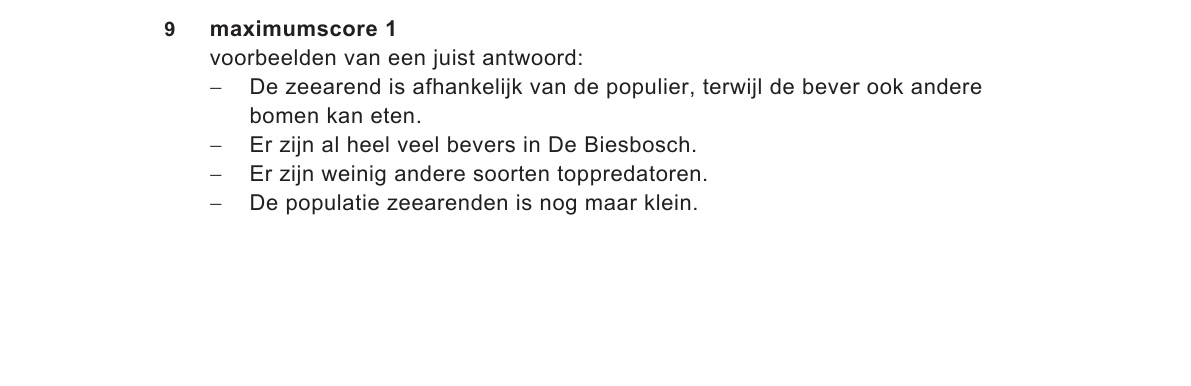 9 maximumscore 1
voorbeelden van een juist antwoord:
− De zeearend is afhankelijk van de populier, terwijl de bever ook andere
bomen kan eten.
− Er zijn al heel veel bevers in De Biesbosch.
− Er zijn weinig andere soorten toppredatoren.
− De populatie zeearenden is nog maar klein.